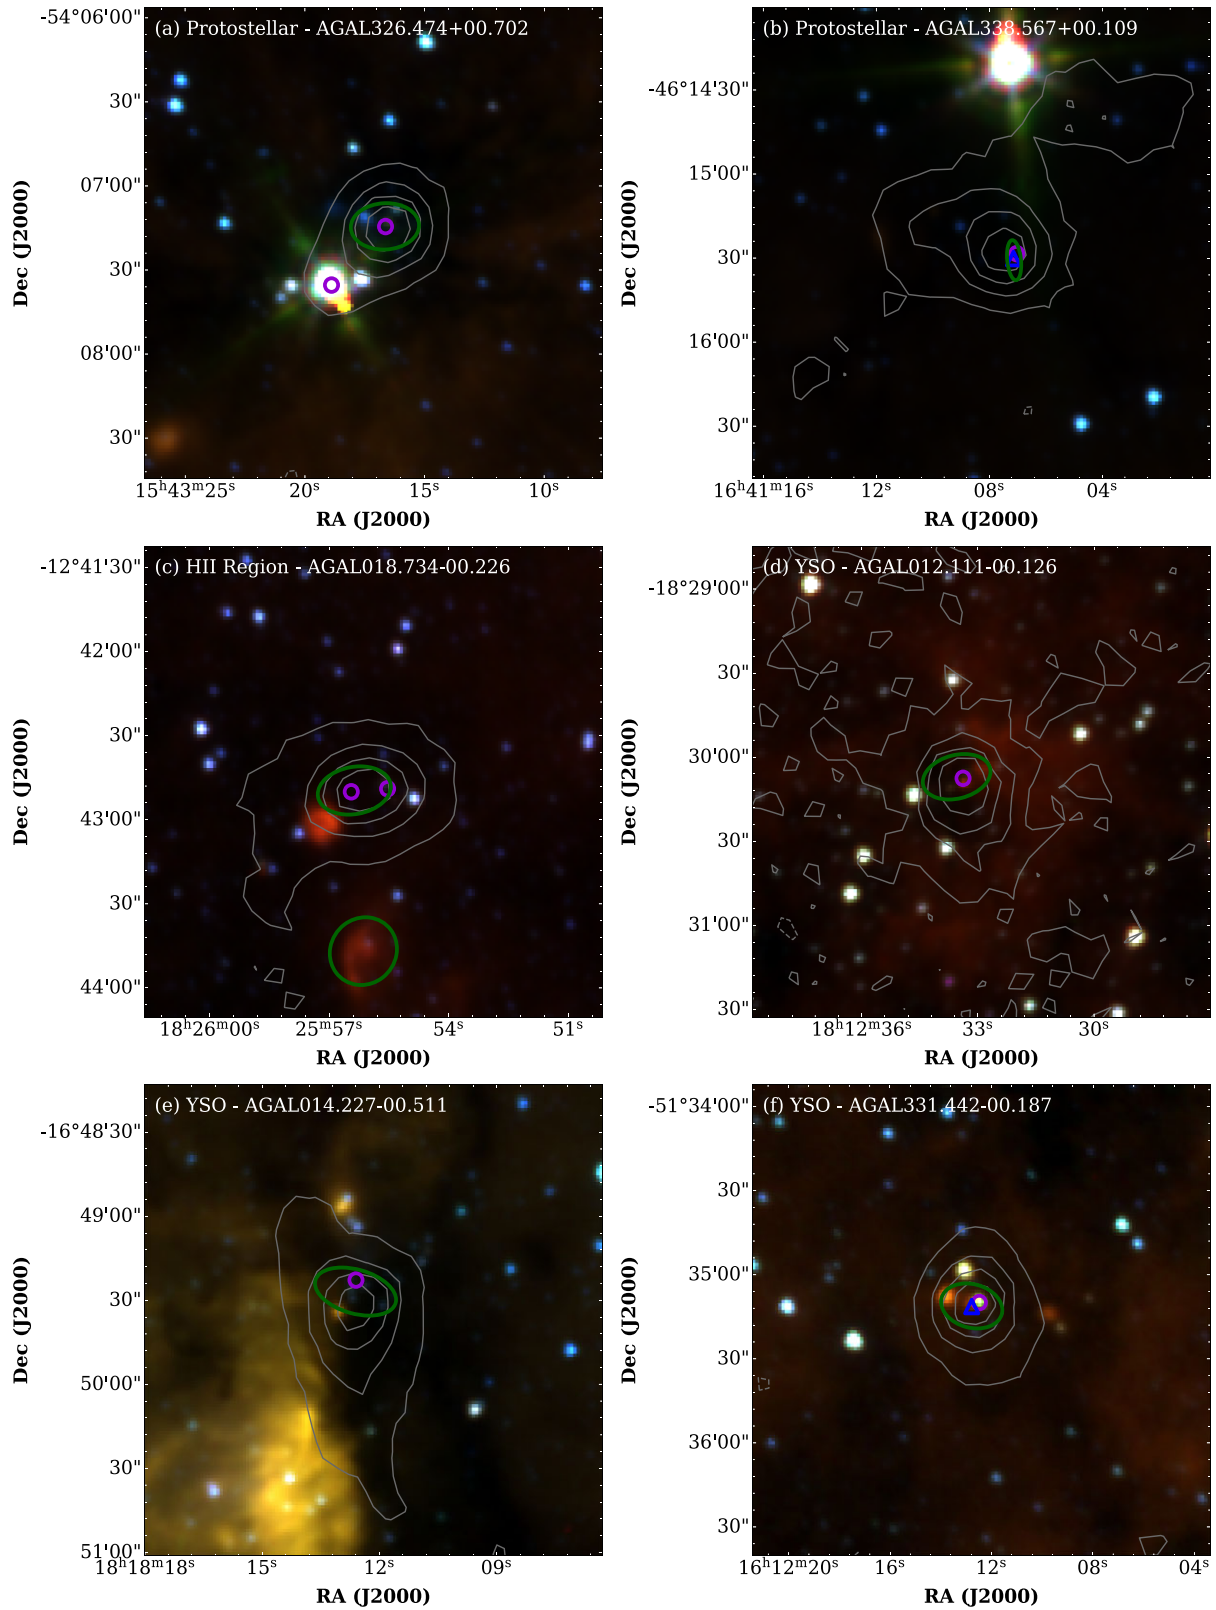 (a) Protostellar - AGAL326.474+00.702
-54°06'00"
30"
07'00"
30"
08'00"
30"
Dec (J2000)
15ʰ43ᵐ25ˢ 20ˢ 15ˢ 10ˢ
RA (J2000)
(b) Protostellar - AGAL338.567+00.109
-46°14'30"
15'00"
30"
16'00"
30"
Dec (J2000)
16ʰ41ᵐ16ˢ 12ˢ 08ˢ 04ˢ
RA (J2000)
(c) HII Region - AGAL018.734-00.226
-12°41'30"
42'00"
30"
43'00"
30"
44'00"
Dec (J2000)
18ʰ26ᵐ00ˢ 25ᵐ57ˢ 54ˢ 51ˢ
RA (J2000)
(d) YSO - AGAL012.111-00.126
-18°29'00"
30"
30'00"
30"
31'00"
30"
Dec (J2000)
18ʰ12ᵐ36ˢ 33ˢ 30ˢ
RA (J2000)
(e) YSO - AGAL014.227-00.511
-16°48'30"
49'00"
30"
50'00"
30"
51'00"
Dec (J2000)
18ʰ18ᵐ18ˢ 15ˢ 12ˢ 09ˢ
RA (J2000)
(f) YSO - AGAL331.442-00.187
-51°34'00"
30"
35'00"
30"
36'00"
30"
Dec (J2000)
16ʰ12ᵐ20ˢ 16ˢ 12ˢ 08ˢ 04ˢ
RA (J2000)